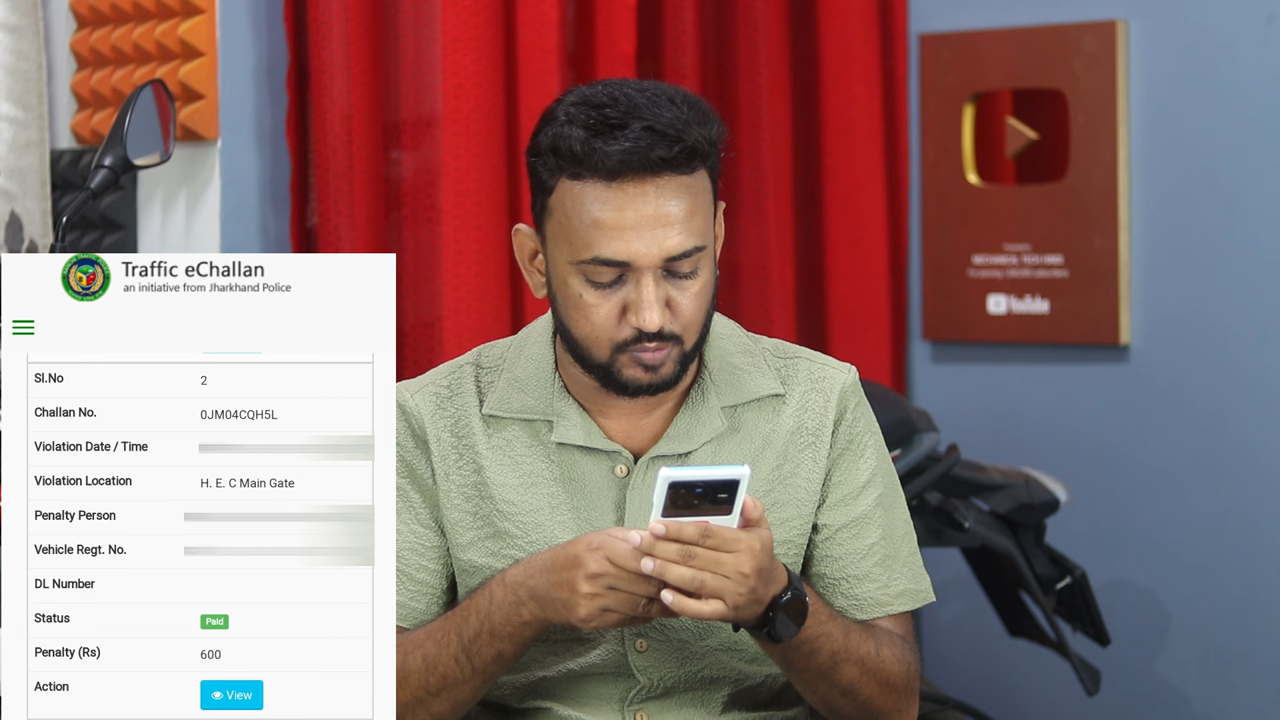 Traffic eChallan
an initiative from Jharkhand Police
Sl.No 2
Challan No. 0JM04CQH5L
Violation Date / Time
Violation Location H. E. C Main Gate
Penalty Person
Vehicle Regt. No.
DL Number
Status Paid
Penalty (Rs) 600
Action View
YouTube